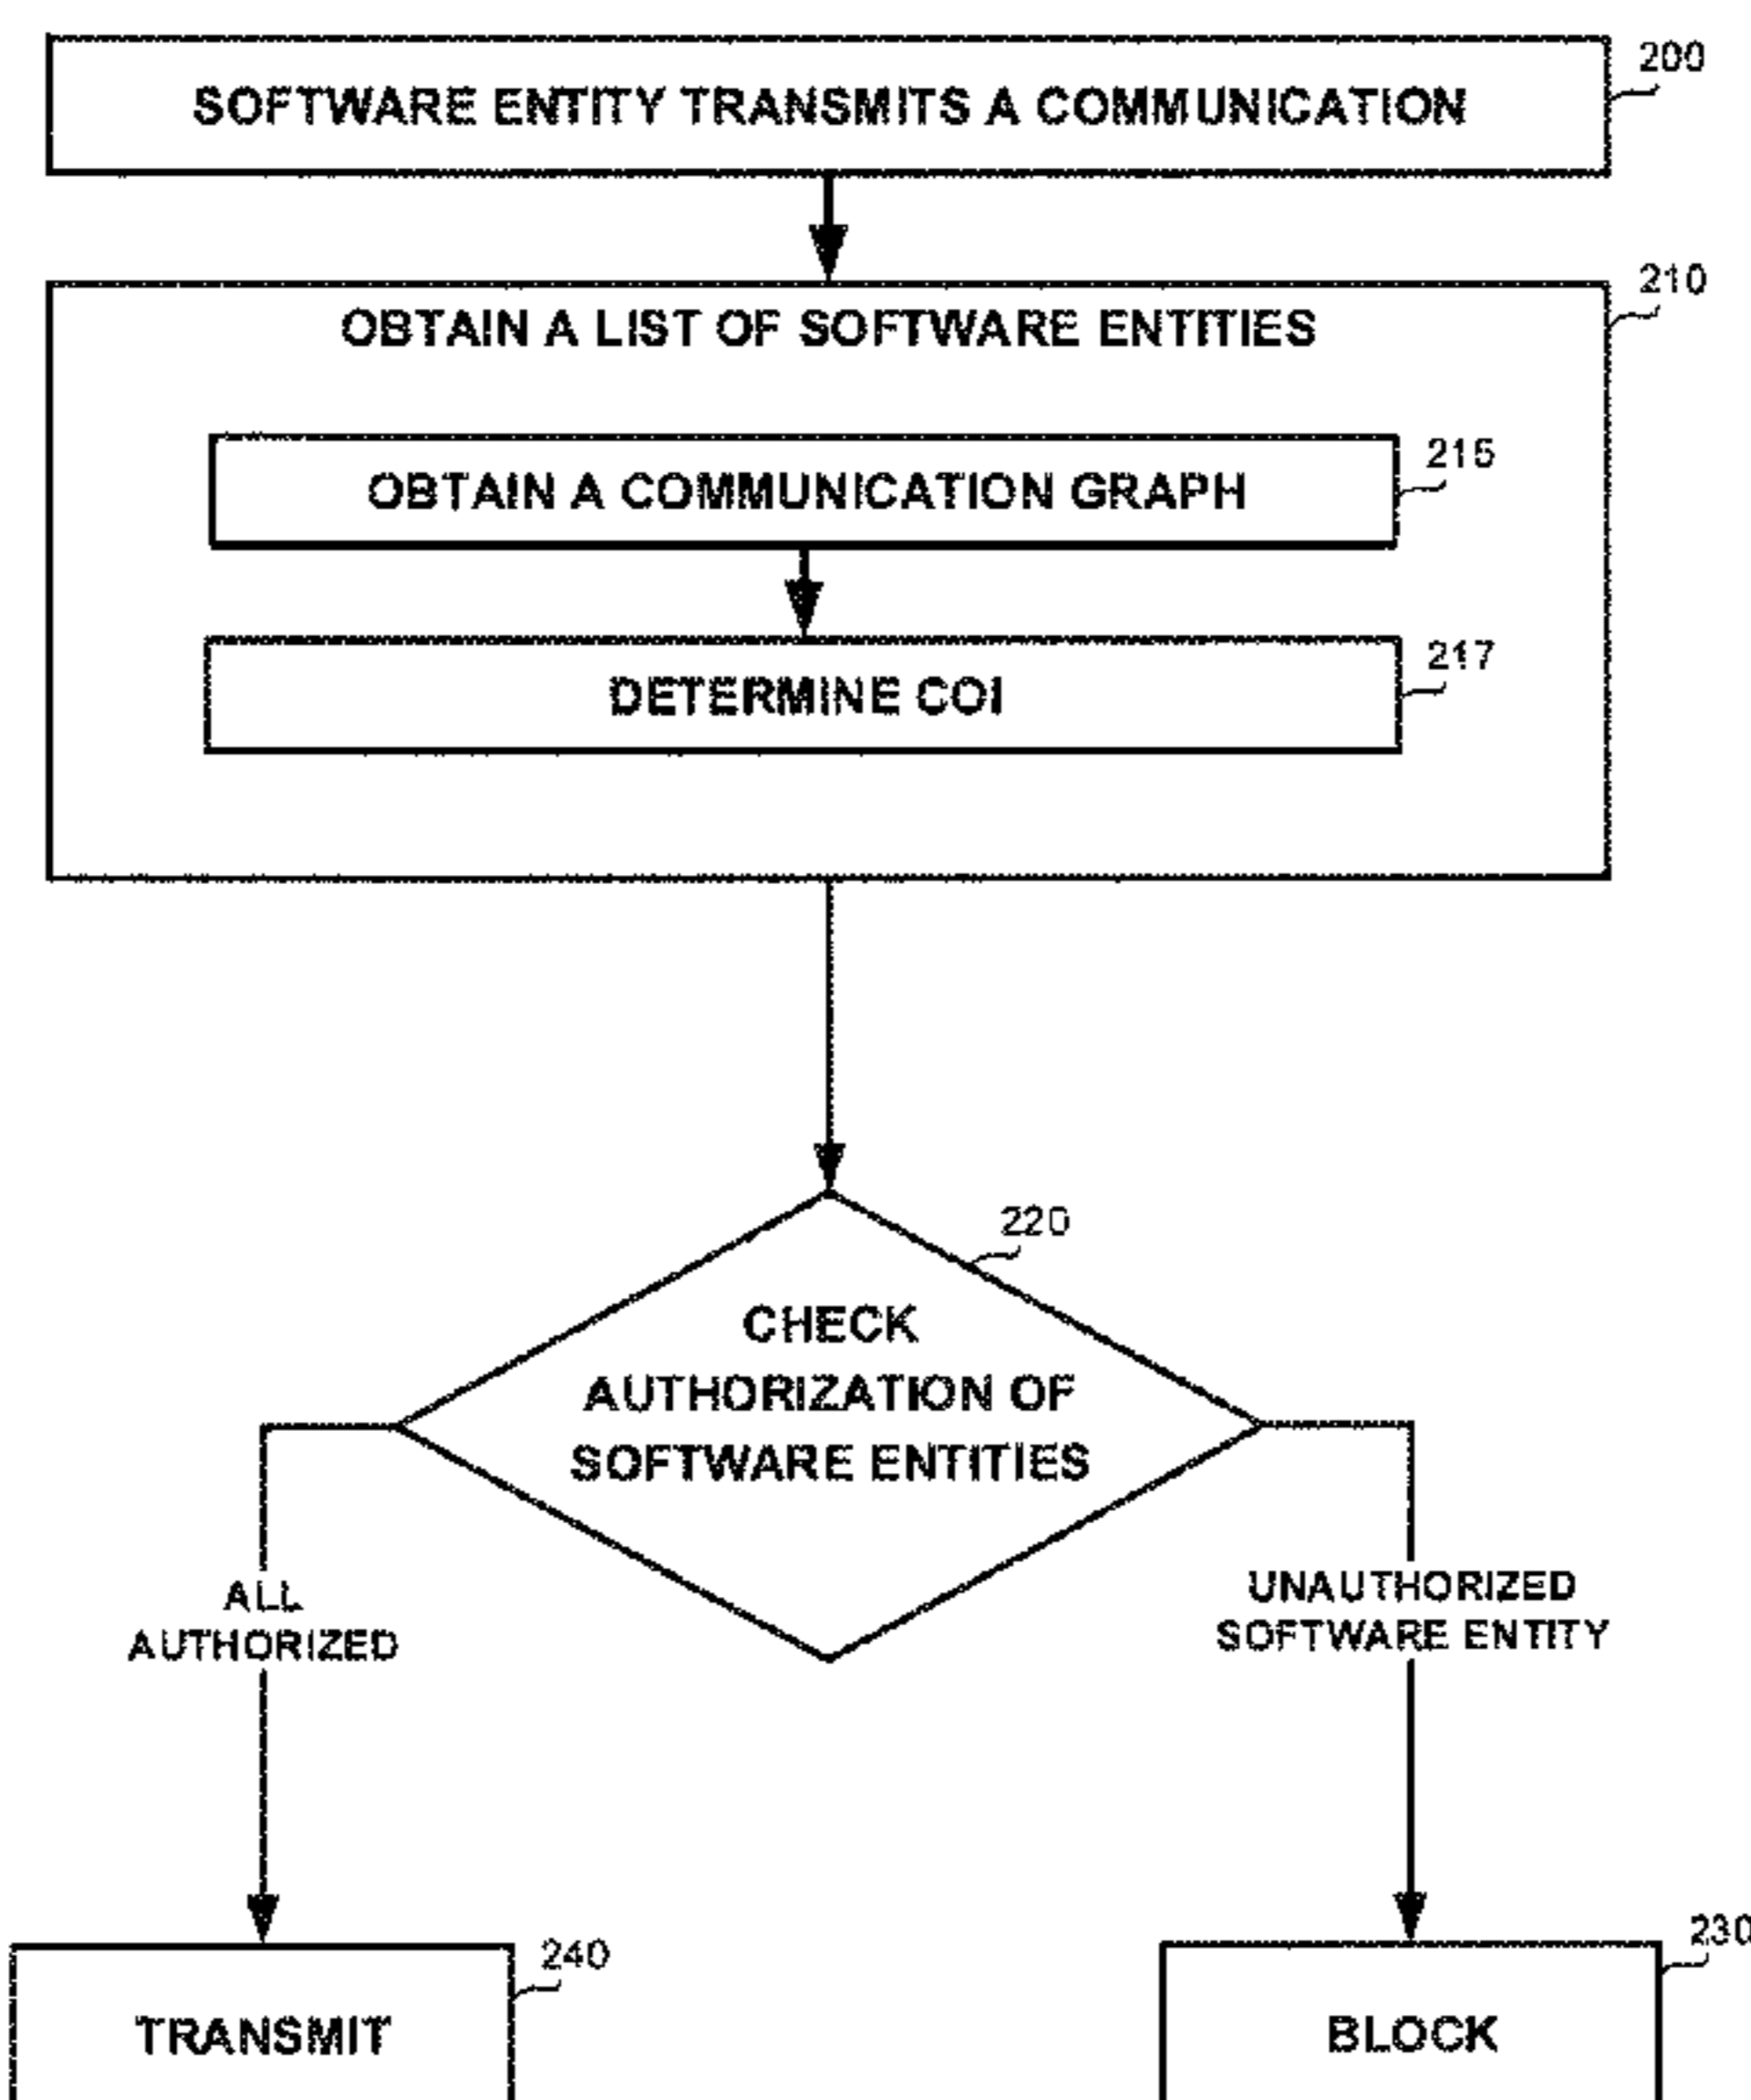 200
SOFTWARE ENTITY TRANSMITS A COMMUNICATION
210
OBTAIN A LIST OF SOFTWARE ENTITIES
215
OBTAIN A COMMUNICATION GRAPH
217
DETERMINE COI
220
CHECK
AUTHORIZATION OF
SOFTWARE ENTITIES
ALL
AUTHORIZED
UNAUTHORIZED
SOFTWARE ENTITY
240
TRANSMIT
230
BLOCK